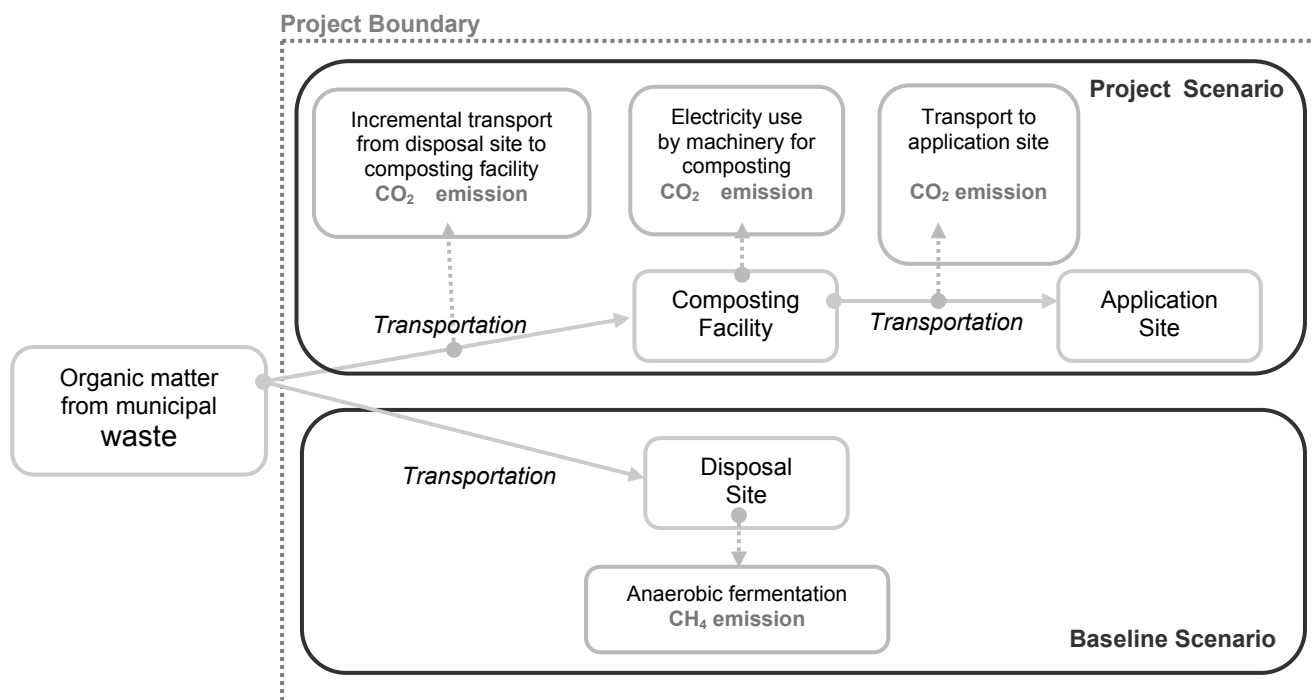 Project Boundary
Project Scenario
Incremental transport
from disposal site to
composting facility
CO₂ emission
Electricity use
by machinery for
composting
CO₂ emission
Transport to
application site
CO₂ emission
Transportation
Composting
Facility
Transportation
Application
Site
Organic matter
from municipal
waste
Transportation
Disposal
Site
Anaerobic fermentation
CH₄ emission
Baseline Scenario